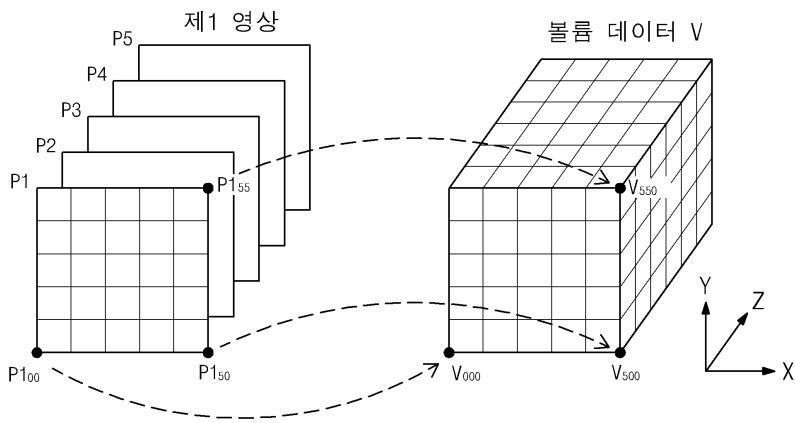 제1 영상
볼륨 데이터 V
P5
P4
P3
P2
P1
P1₅₅
V₅₅₀
Y
Z
X
P1₀₀
P1₅₀
V₀₀₀
V₅₀₀